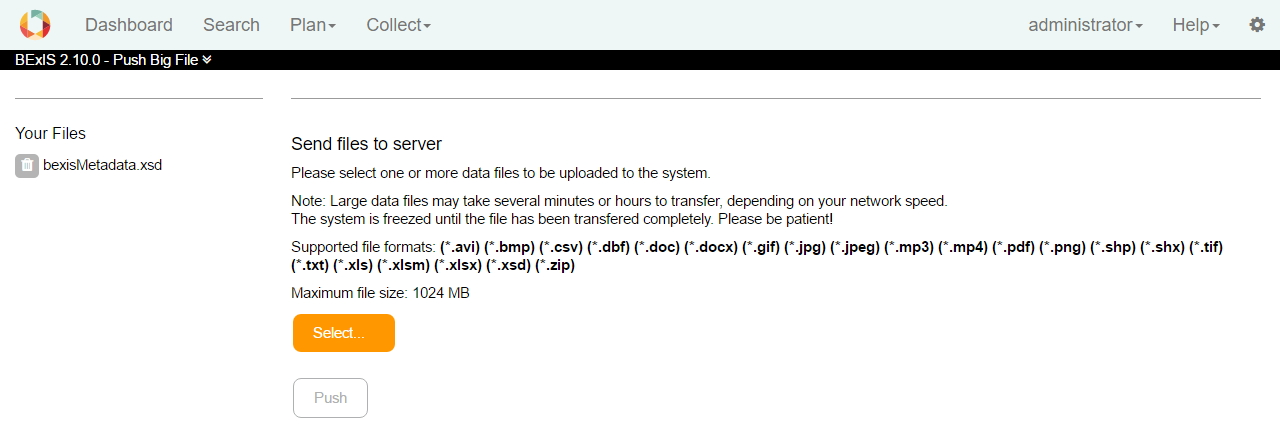 Dashboard Search Plan Collect administrator Help
BExIS 2.10.0 - Push Big File
Your Files
bexisMetadata.xsd
Send files to server
Please select one or more data files to be uploaded to the system.
Note: Large data files may take several minutes or hours to transfer, depending on your network speed.
The system is freezed until the file has been transfered completely. Please be patient!
Supported file formats: (*.avi) (*.bmp) (*.csv) (*.dbf) (*.doc) (*.docx) (*.gif) (*.jpg) (*.jpeg) (*.mp3) (*.mp4) (*.pdf) (*.png) (*.shp) (*.shx) (*.tif)
(*.txt) (*.xls) (*.xlsm) (*.xlsx) (*.xsd) (*.zip)
Maximum file size: 1024 MB
Select...
Push